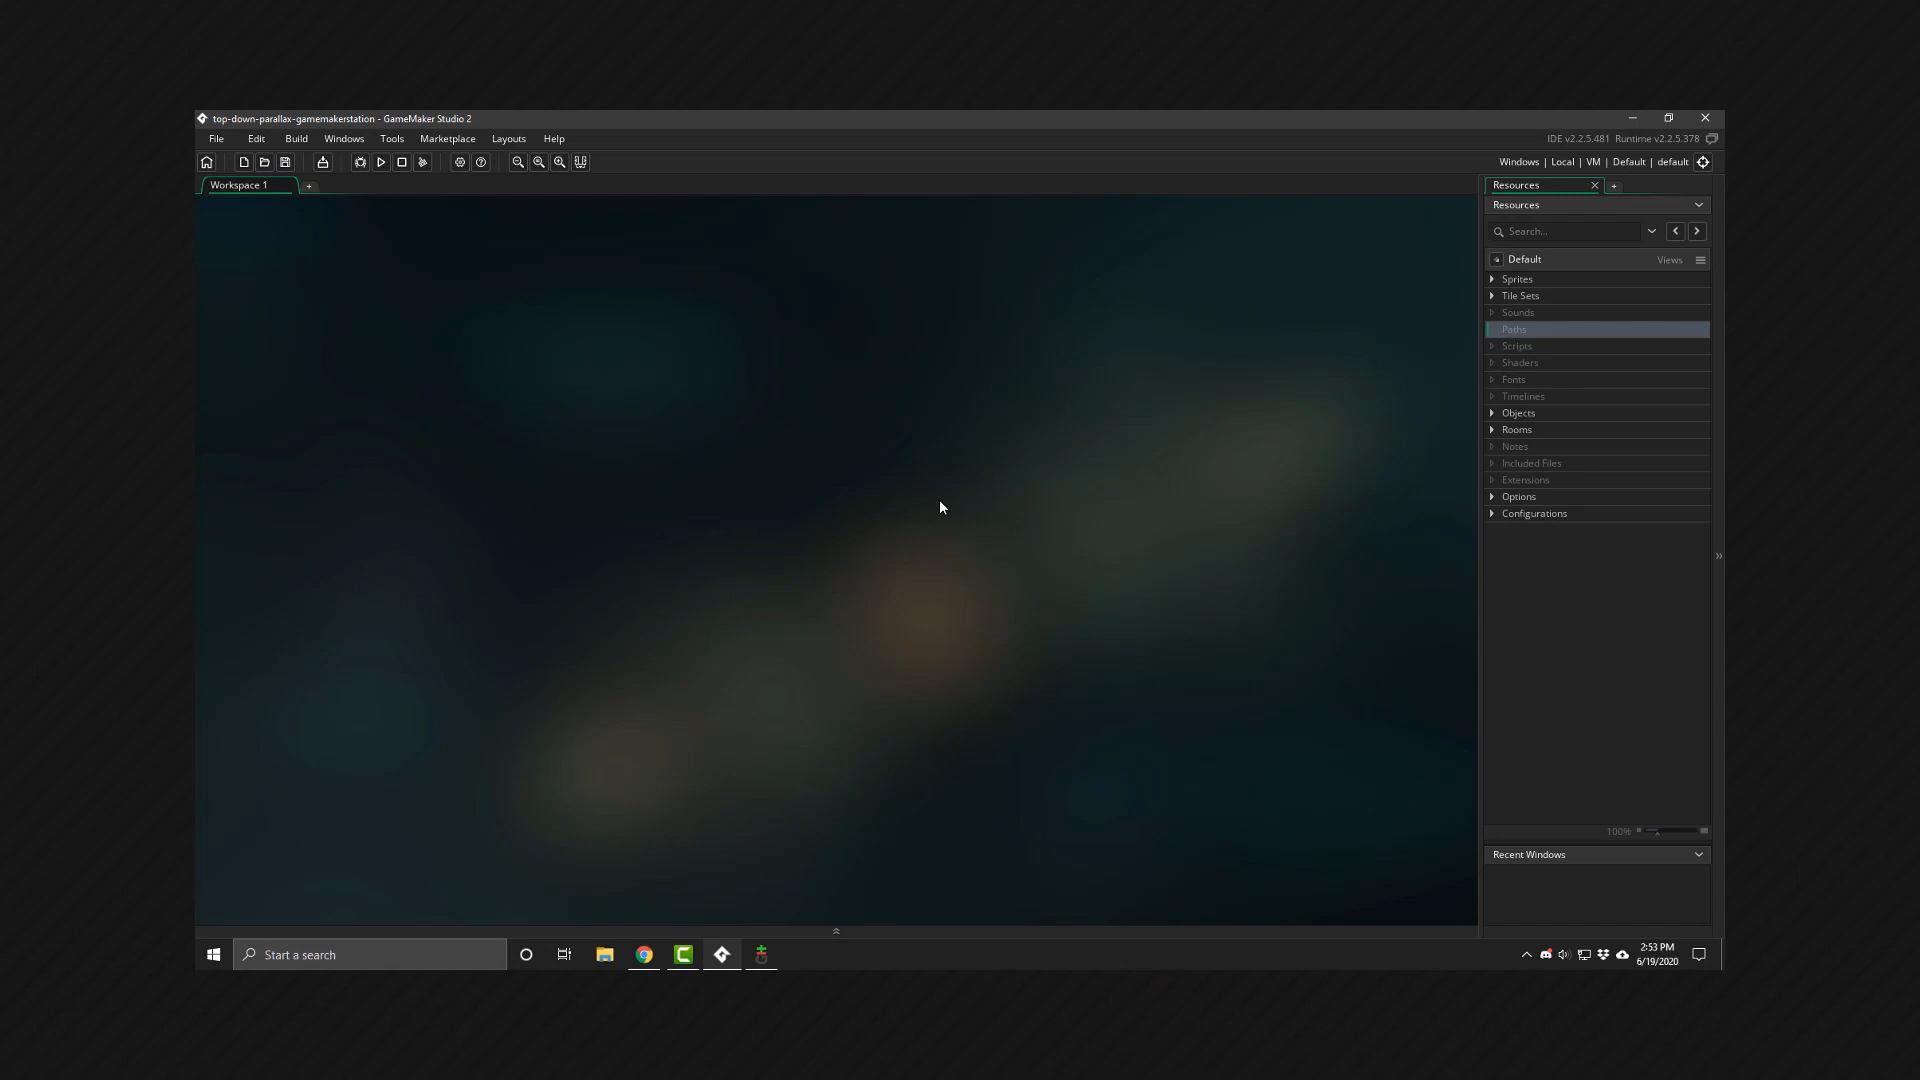 top-down-parallax-gamemakerstation - GameMaker Studio 2
File Edit Build Windows Tools Marketplace Layouts Help
IDE v2.2.5.481 Runtime v2.2.5.378
Windows | Local | VM | Default | default
Workspace 1
Resources
Resources
Search...
Default Views
Sprites
Tile Sets
Sounds
Paths
Scripts
Shaders
Fonts
Timelines
Objects
Rooms
Notes
Included Files
Extensions
Options
Configurations
100%
Recent Windows
Start a search
2:53 PM
6/19/2020